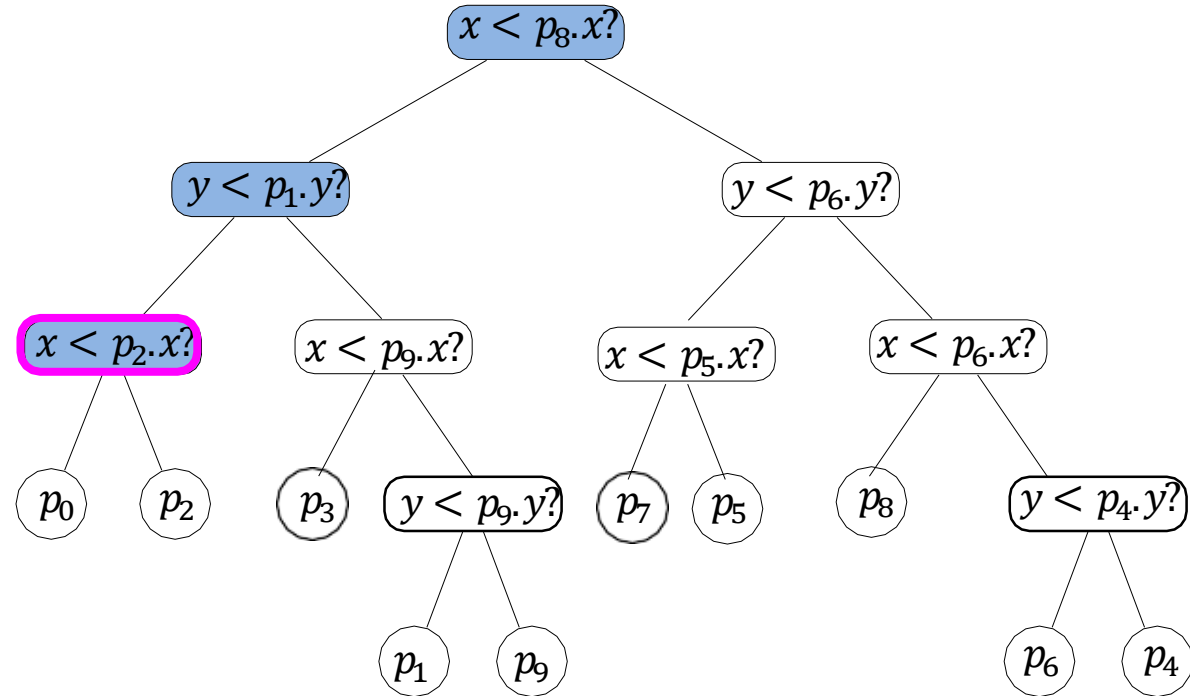 x < p₈.x?
y < p₁.y?
y < p₆.y?
x < p₂.x?
x < p₉.x?
x < p₅.x?
x < p₆.x?
p₀
p₂
p₃
y < p₉.y?
p₇
p₅
p₈
y < p₄.y?
p₁
p₉
p₆
p₄